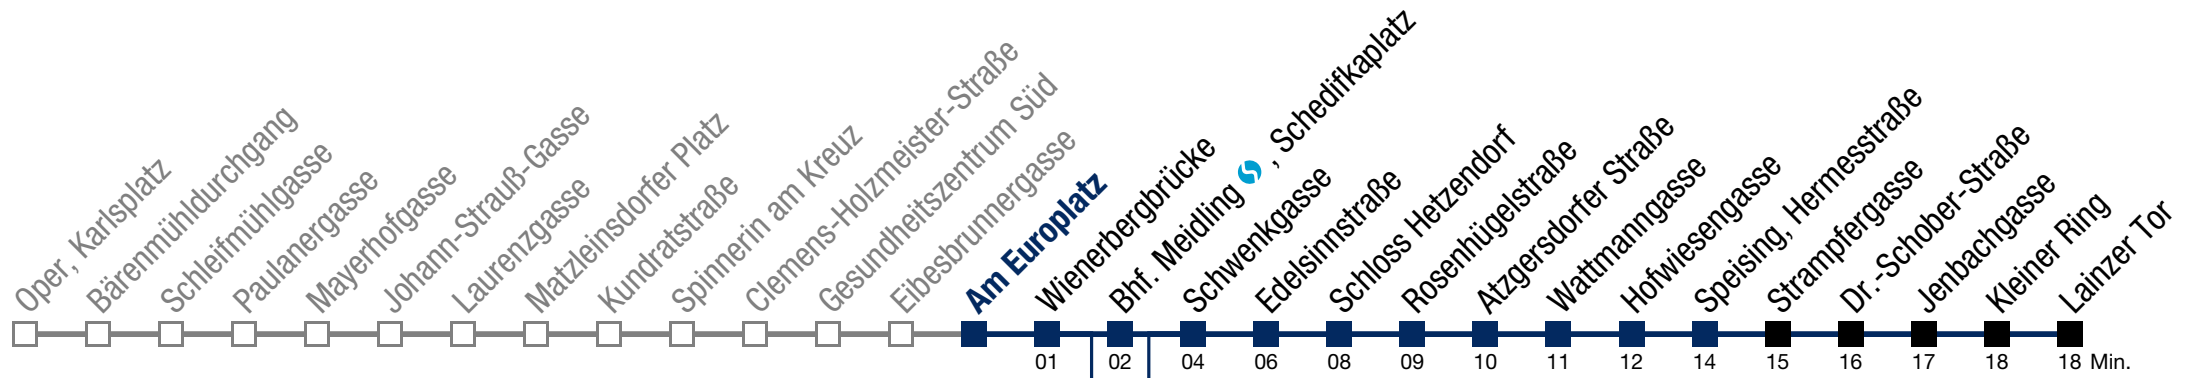 Oper, Karlsplatz
Bärenmühldurchgang
Schleifmühlgasse
Paulanergasse
Mayerhofgasse
Johann-Strauß-Gasse
Laurenzgasse
Matzleinsdorfer Platz
Kundratstraße
Spinnerin am Kreuz
Clemens-Holzmeister-Straße
Gesundheitszentrum Süd
Eibesbrunnergasse
Am Europlatz
Wienerbergbrücke
Bhf. Meidling S, Schedifkaplatz
Schwenkgasse
Edelsinnstraße
Schloss Hetzendorf
Rosenhügelstraße
Atzgersdorfer Straße
Wattmanngasse
Hofwiesengasse
Speising, Hermesstraße
Strampfergasse
Dr.-Schober-Straße
Jenbachgasse
Kleiner Ring
Lainzer Tor
01 02 04 06 08 09 10 11 12 14 15 16 17 18 18 Min.